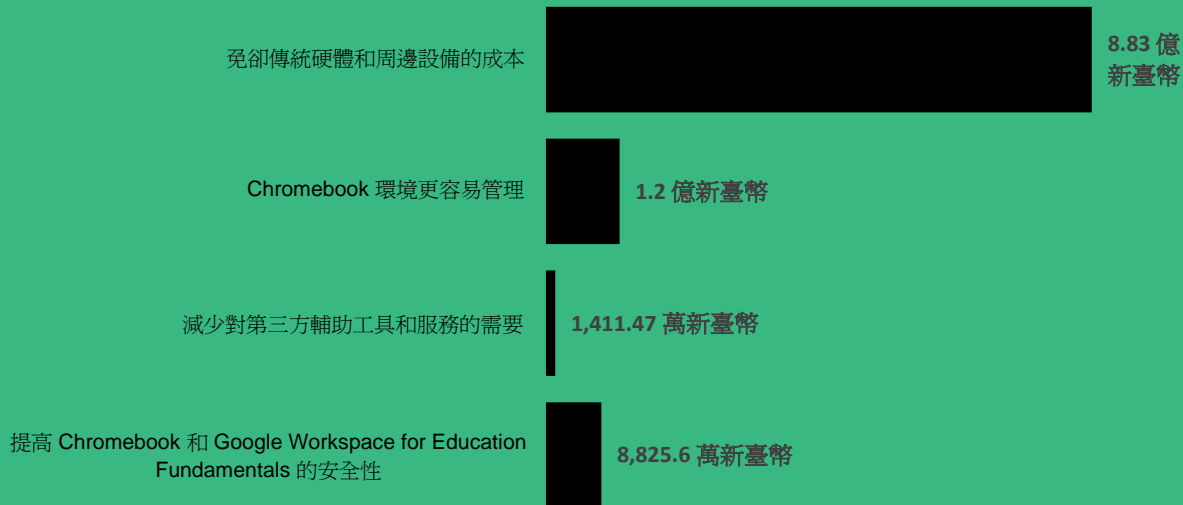 免卻傳統硬體和周邊設備的成本
8.83 億
新臺幣
Chromebook 環境更容易管理
1.2 億新臺幣
減少對第三方輔助工具和服務的需要
1,411.47 萬新臺幣
提高 Chromebook 和 Google Workspace for Education
Fundamentals 的安全性
8,825.6 萬新臺幣